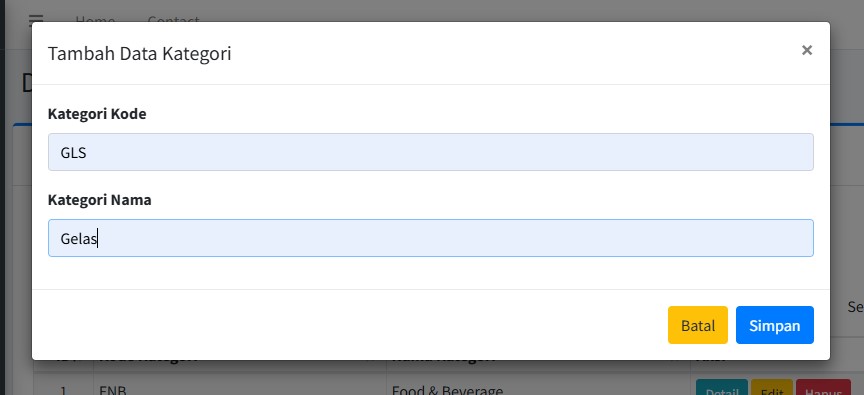 Home Contact
Tambah Data Kategori
×
Kategori Kode
GLS
Kategori Nama
Gelas
Se
Batal Simpan
1 FNB Food & Beverage Detail Edit Hapus